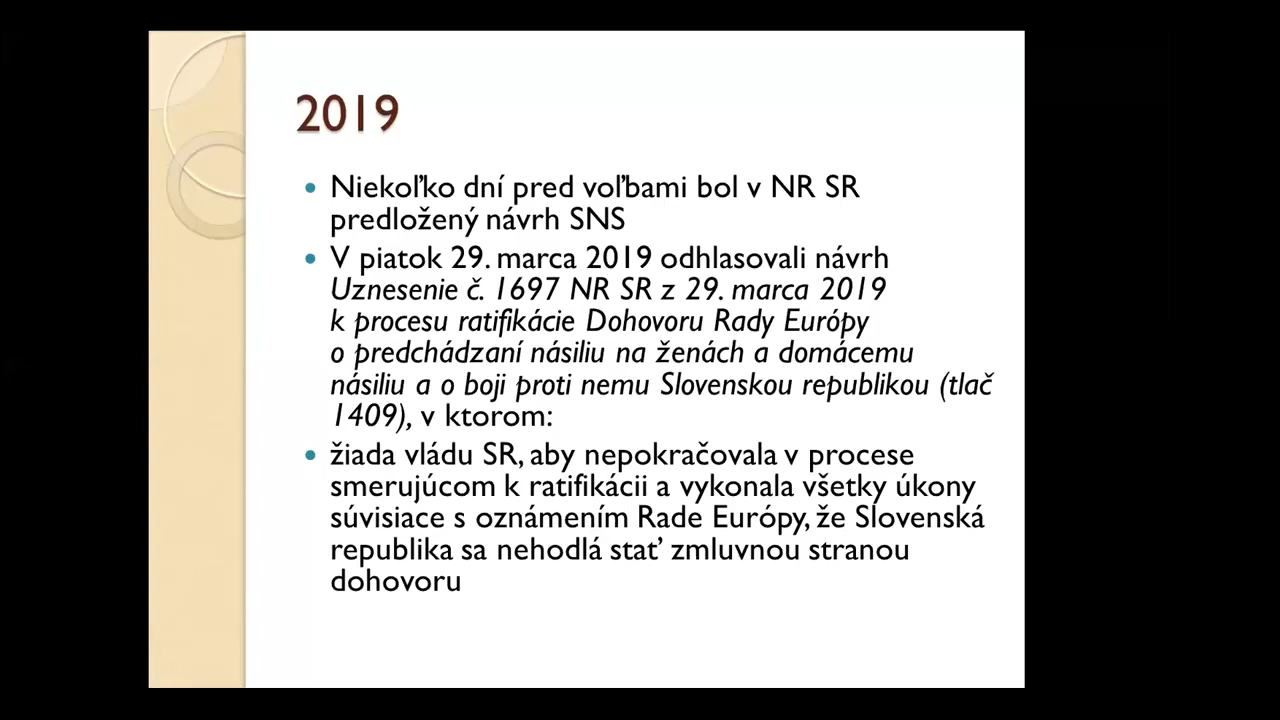 2019
Niekoľko dní pred voľbami bol v NR SR
predložený návrh SNS
V piatok 29. marca 2019 odhlasovali návrh
Uznesenie č. 1697 NR SR z 29. marca 2019
k procesu ratifikácie Dohovoru Rady Európy
o predchádzaní násiliu na ženách a domácemu
násiliu a o boji proti nemu Slovenskou republikou (tlač
1409), v ktorom:
žiada vládu SR, aby nepokračovala v procese
smerujúcom k ratifikácii a vykonala všetky úkony
súvisiace s oznámením Rade Európy, že Slovenská
republika sa nehodlá stať zmluvnou stranou
dohovoru